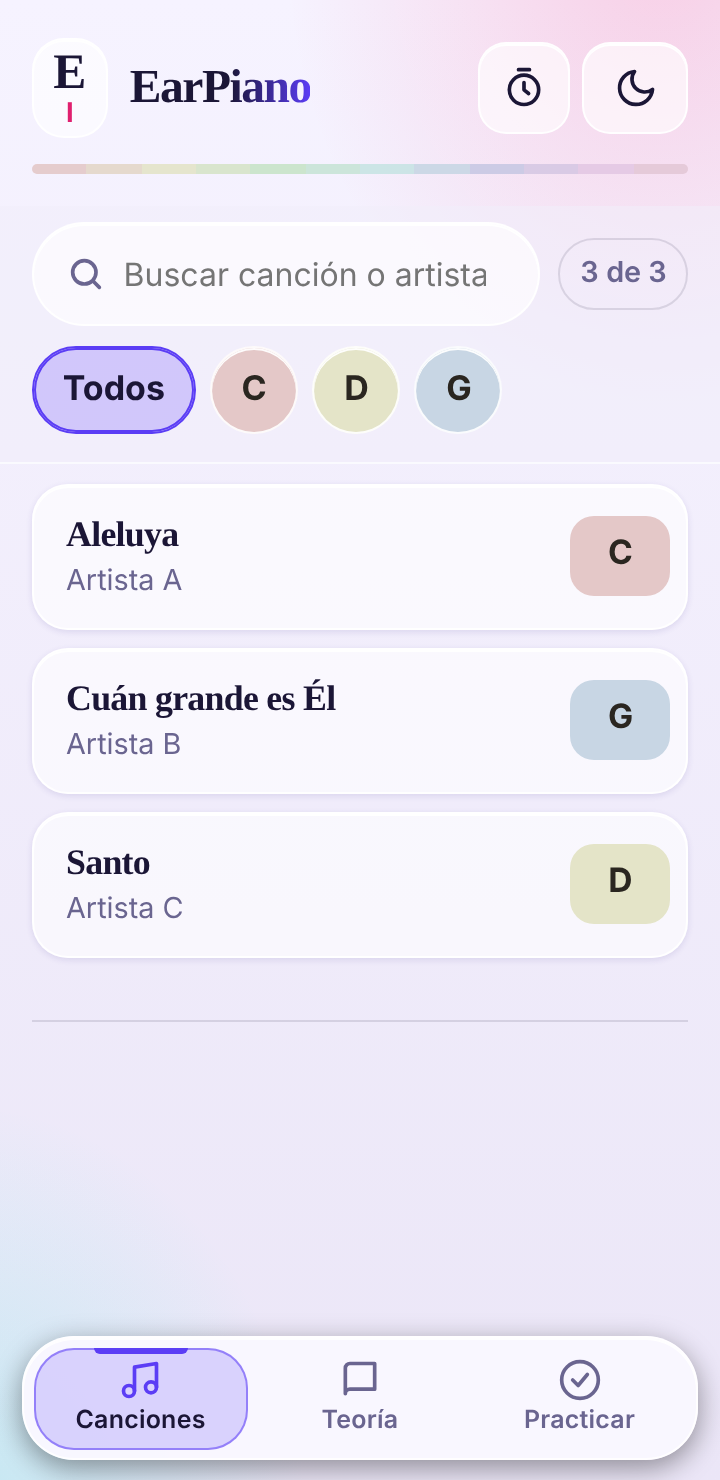 E
EarPiano
Buscar canción o artista
3 de 3
Todos
C
D
G
Aleluya
Artista A
C
Cuán grande es Él
Artista B
G
Santo
Artista C
D
Canciones
Teoría
Practicar